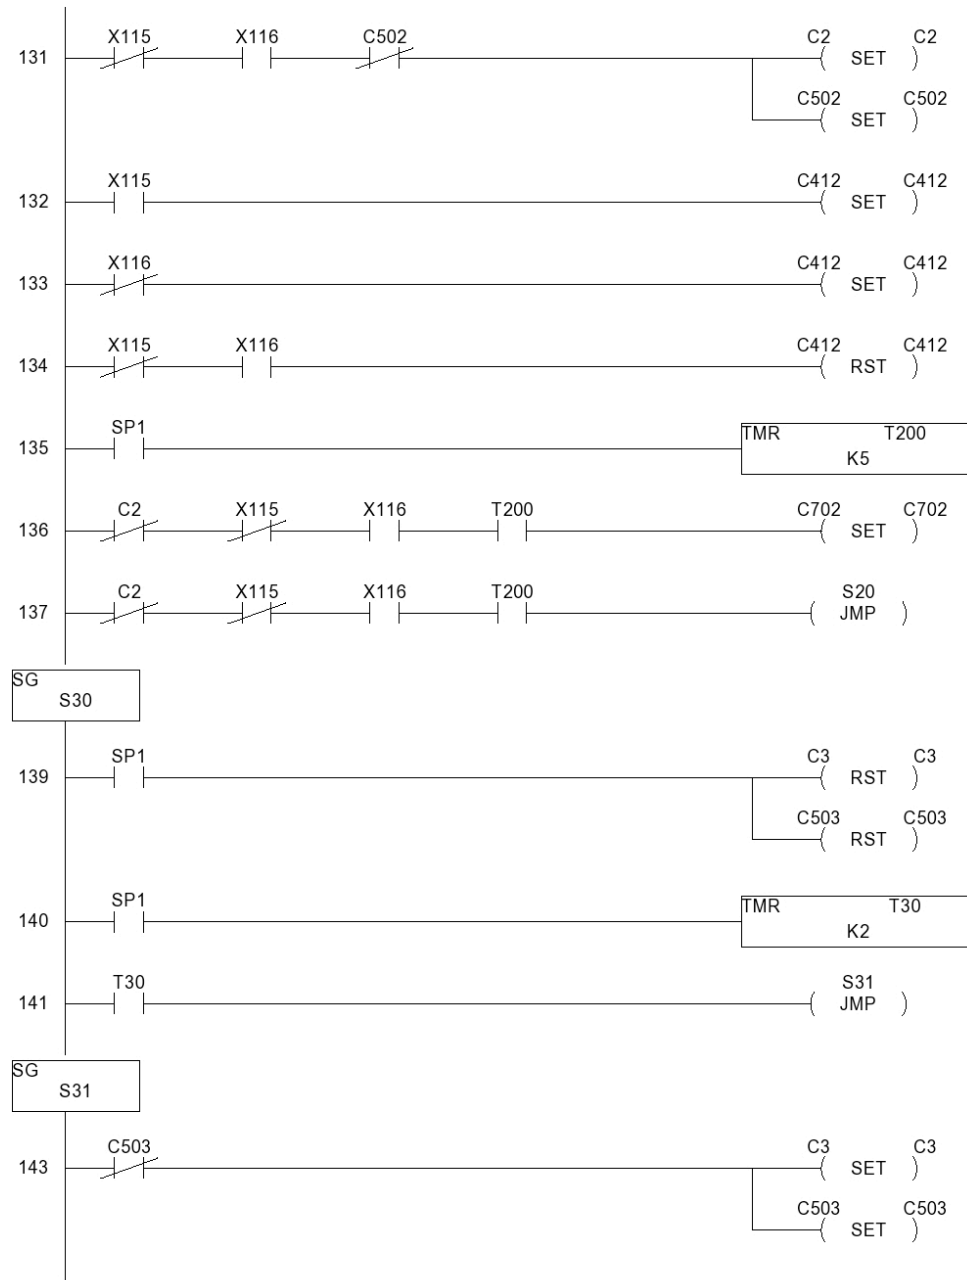 X115 X116 C502 C2 C2
131 SET
C502 C502
SET
X115 C412 C412
132 SET
X116 C412 C412
133 SET
X115 X116 C412 C412
134 RST
SP1 TMR T200
135 K5
C2 X115 X116 T200 C702 C702
136 SET
C2 X115 X116 T200 S20
137 JMP
SG
S30
SP1 C3 C3
139 RST
C503 C503
RST
SP1 TMR T30
140 K2
T30 S31
141 JMP
SG
S31
C503 C3 C3
143 SET
C503 C503
SET